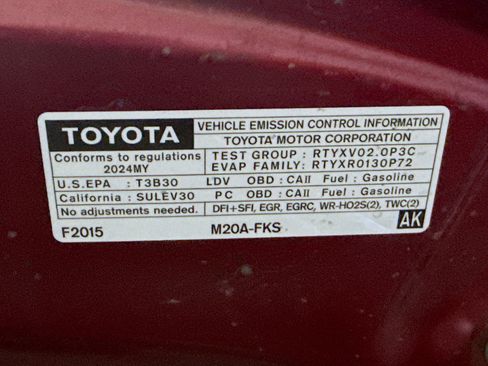 TOYOTA VEHICLE EMISSION CONTROL INFORMATION
TOYOTA MOTOR CORPORATION
Conforms to regulations TEST GROUP : RTYXV02.0P3C
2024MY EVAP FAMILY: RTYXR0130P72
U.S.EPA : T3B30 LDV OBD : CAII Fuel : Gasoline
California : SULEV30 PC OBD : CAII Fuel : Gasoline
No adjustments needed. DFI+SFI, EGR, EGRC, WR-HO2S(2), TWC(2)
F2015 M20A-FKS AK